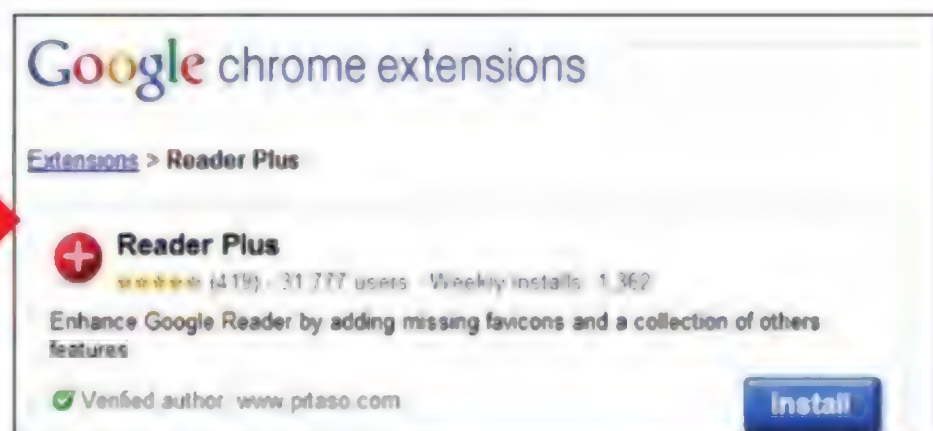 Google chrome extensions
Extensions > Reader Plus
Reader Plus
(419) - 31 777 users - Weekly installs 1,362
Enhance Google Reader by adding missing favicons and a collection of others
features
Verified author www pitaso com
Install